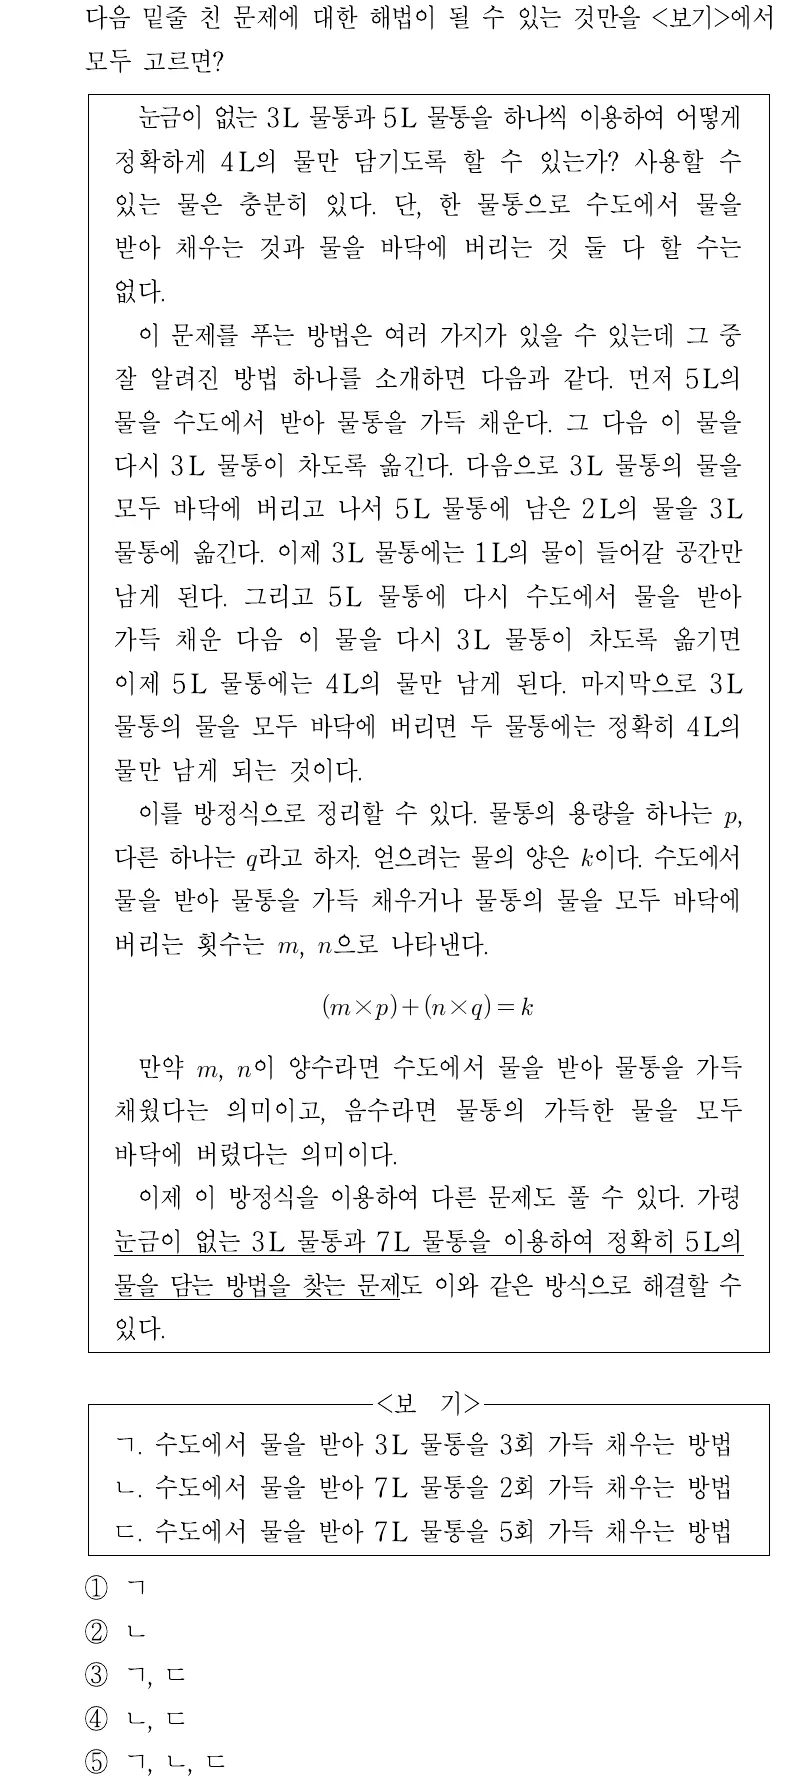 다음 밑줄 친 문제에 대한 해법이 될 수 있는 것만을 <보기>에서
모두 고르면?
눈금이 없는 3L 물통과 5L 물통을 하나씩 이용하여 어떻게
정확하게 4L의 물만 담기도록 할 수 있는가? 사용할 수
있는 물은 충분히 있다. 단, 한 물통으로 수도에서 물을
받아 채우는 것과 물을 바닥에 버리는 것 둘 다 할 수는
없다.
이 문제를 푸는 방법은 여러 가지가 있을 수 있는데 그 중
잘 알려진 방법 하나를 소개하면 다음과 같다. 먼저 5L의
물을 수도에서 받아 물통을 가득 채운다. 그 다음 이 물을
다시 3L 물통이 차도록 옮긴다. 다음으로 3L 물통의 물을
모두 바닥에 버리고 나서 5L 물통에 남은 2L의 물을 3L
물통에 옮긴다. 이제 3L 물통에는 1L의 물이 들어갈 공간만
남게 된다. 그리고 5L 물통에 다시 수도에서 물을 받아
가득 채운 다음 이 물을 다시 3L 물통이 차도록 옮기면
이제 5L 물통에는 4L의 물만 남게 된다. 마지막으로 3L
물통의 물을 모두 바닥에 버리면 두 물통에는 정확히 4L의
물만 남게 되는 것이다.
이를 방정식으로 정리할 수 있다. 물통의 용량을 하나는 p,
다른 하나는 q라고 하자. 얻으려는 물의 양은 k이다. 수도에서
물을 받아 물통을 가득 채우거나 물통의 물을 모두 바닥에
버리는 횟수는 m, n으로 나타낸다.
(m×p)+(n×q)=k
만약 m, n이 양수라면 수도에서 물을 받아 물통을 가득
채웠다는 의미이고, 음수라면 물통의 가득한 물을 모두
바닥에 버렸다는 의미이다.
이제 이 방정식을 이용하여 다른 문제도 풀 수 있다. 가령
눈금이 없는 3L 물통과 7L 물통을 이용하여 정확히 5L의
물을 담는 방법을 찾는 문제도 이와 같은 방식으로 해결할 수
있다.
<보 기>
ㄱ. 수도에서 물을 받아 3L 물통을 3회 가득 채우는 방법
ㄴ. 수도에서 물을 받아 7L 물통을 2회 가득 채우는 방법
ㄷ. 수도에서 물을 받아 7L 물통을 5회 가득 채우는 방법
① ㄱ
② ㄴ
③ ㄱ, ㄷ
④ ㄴ, ㄷ
⑤ ㄱ, ㄴ, ㄷ